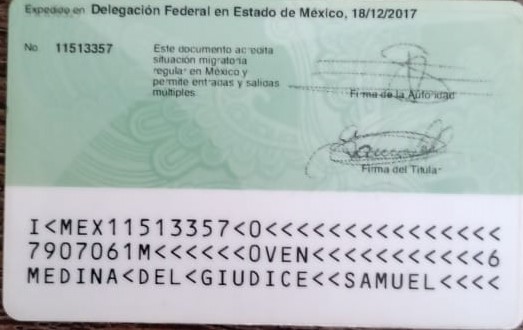 Expedido en Delegación Federal en Estado de México, 18/12/2017
No. 11513357
Este documento acredita
situación migratoria
regular en México y
permite entradas y salidas
múltiples.
Firma de la Autoridad
Firma del Titular
I<MEX11513357<0<<<<<<<<<<<<<<<
7907061M<<<<<<0VEN<<<<<<<<<<<6
MEDINA<DEL<GIUDICE<<SAMUEL<<<<